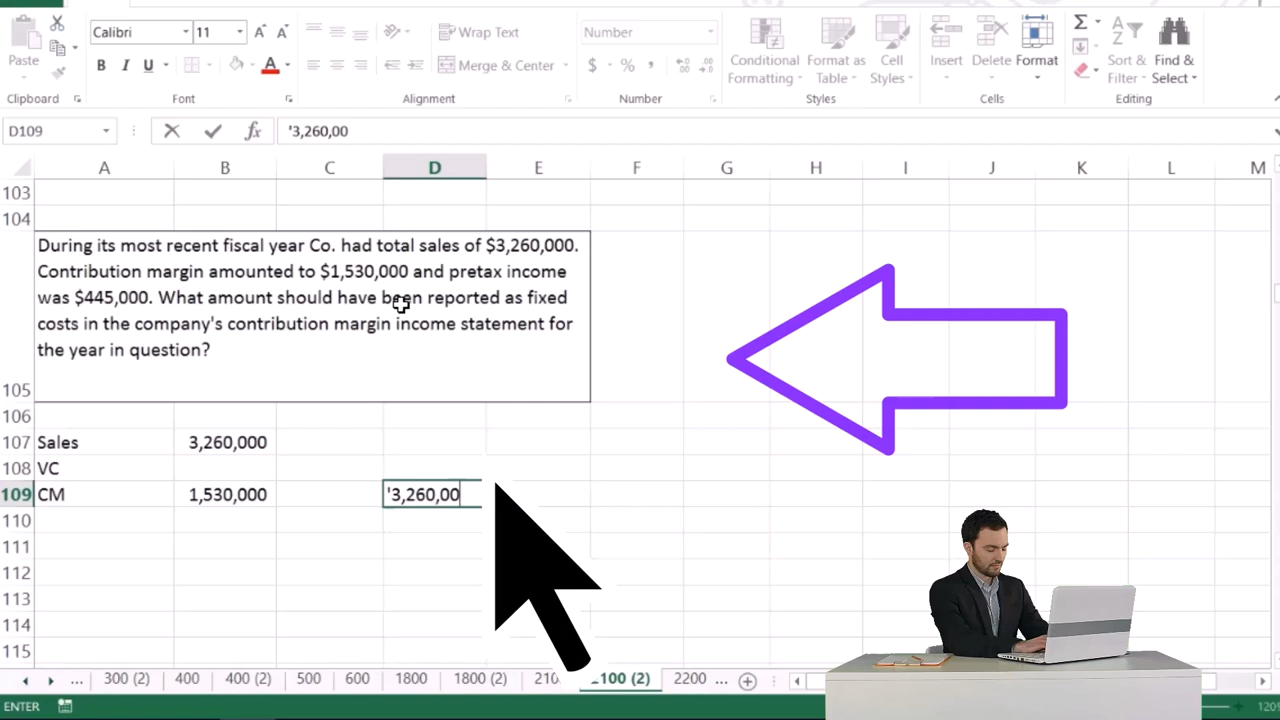 Calibri 11 Wrap Text Number
Paste B I U Merge & Center $ % , Conditional Formatting Format as Table Cell Styles Insert Delete Format Sort & Filter Find & Select
Clipboard Font Alignment Number Styles Cells Editing
D109 fx '3,260,00
A B C D E F G H I J K L M
103
104
During its most recent fiscal year Co. had total sales of $3,260,000.
Contribution margin amounted to $1,530,000 and pretax income
was $445,000. What amount should have been reported as fixed
costs in the company's contribution margin income statement for
the year in question?
105
106
107 Sales 3,260,000
108 VC
109 CM 1,530,000 '3,260,00
110
111
112
113
114
115
... 300 (2) 400 400 (2) 500 600 1800 1800 (2) 2100 (2) 2200 ...
ENTER